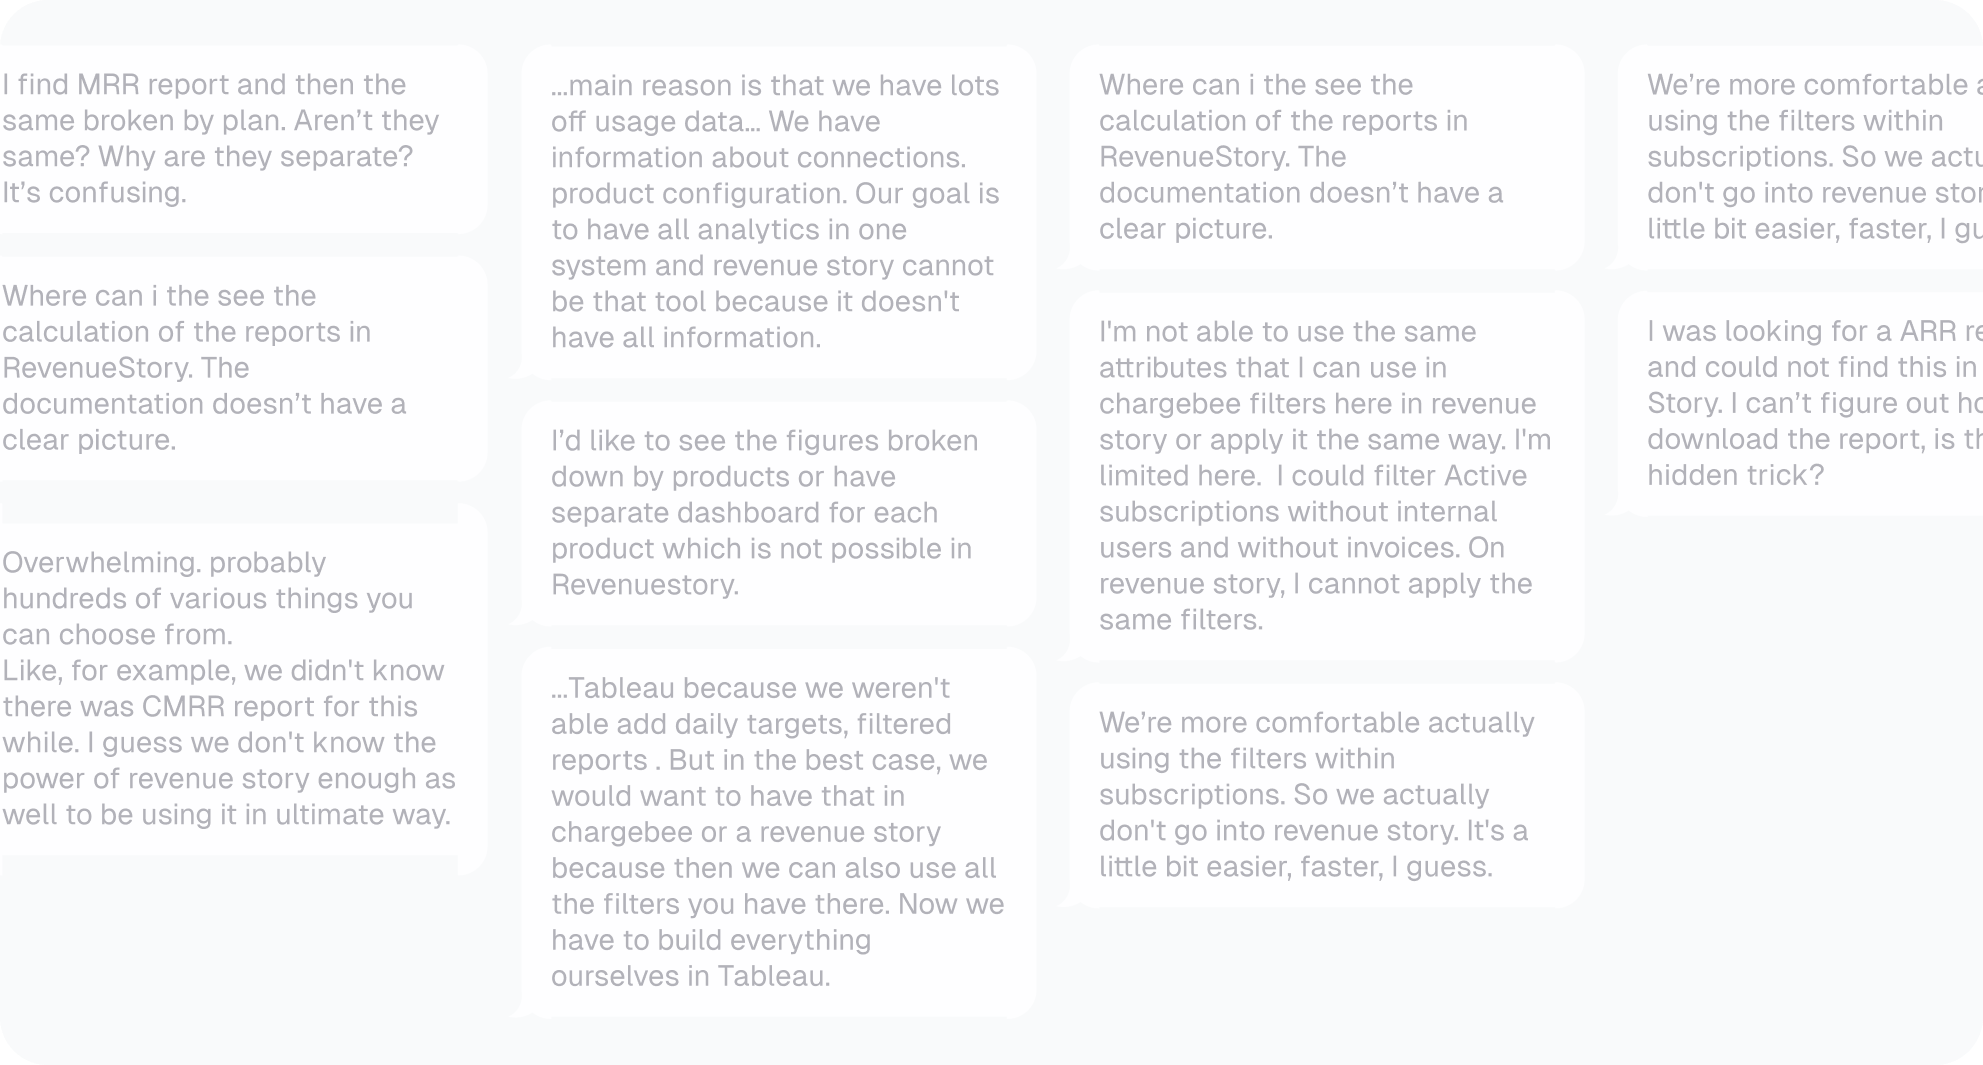 I find MRR report and then the
same broken by plan. Aren’t they
same? Why are they separate?
It’s confusing.
Where can i the see the
calculation of the reports in
RevenueStory. The
documentation doesn’t have a
clear picture.
Overwhelming. probably
hundreds of various things you
can choose from.
Like, for example, we didn't know
there was CMRR report for this
while. I guess we don't know the
power of revenue story enough as
well to be using it in ultimate way.
...main reason is that we have lots
off usage data... We have
information about connections.
product configuration. Our goal is
to have all analytics in one
system and revenue story cannot
be that tool because it doesn't
have all information.
I’d like to see the figures broken
down by products or have
separate dashboard for each
product which is not possible in
Revenuestory.
...Tableau because we weren't
able add daily targets, filtered
reports . But in the best case, we
would want to have that in
chargebee or a revenue story
because then we can also use all
the filters you have there. Now we
have to build everything
ourselves in Tableau.
Where can i the see the
calculation of the reports in
RevenueStory. The
documentation doesn’t have a
clear picture.
I'm not able to use the same
attributes that I can use in
chargebee filters here in revenue
story or apply it the same way. I'm
limited here.  I could filter Active
subscriptions without internal
users and without invoices. On
revenue story, I cannot apply the
same filters.
We’re more comfortable actually
using the filters within
subscriptions. So we actually
don't go into revenue story. It's a
little bit easier, faster, I guess.
We’re more comfortable
using the filters within
subscriptions. So we
don't go into revenue
little bit easier, faster, I
I was looking for a ARR
and could not find this in
Story. I can’t figure out
download the report, is
hidden trick?